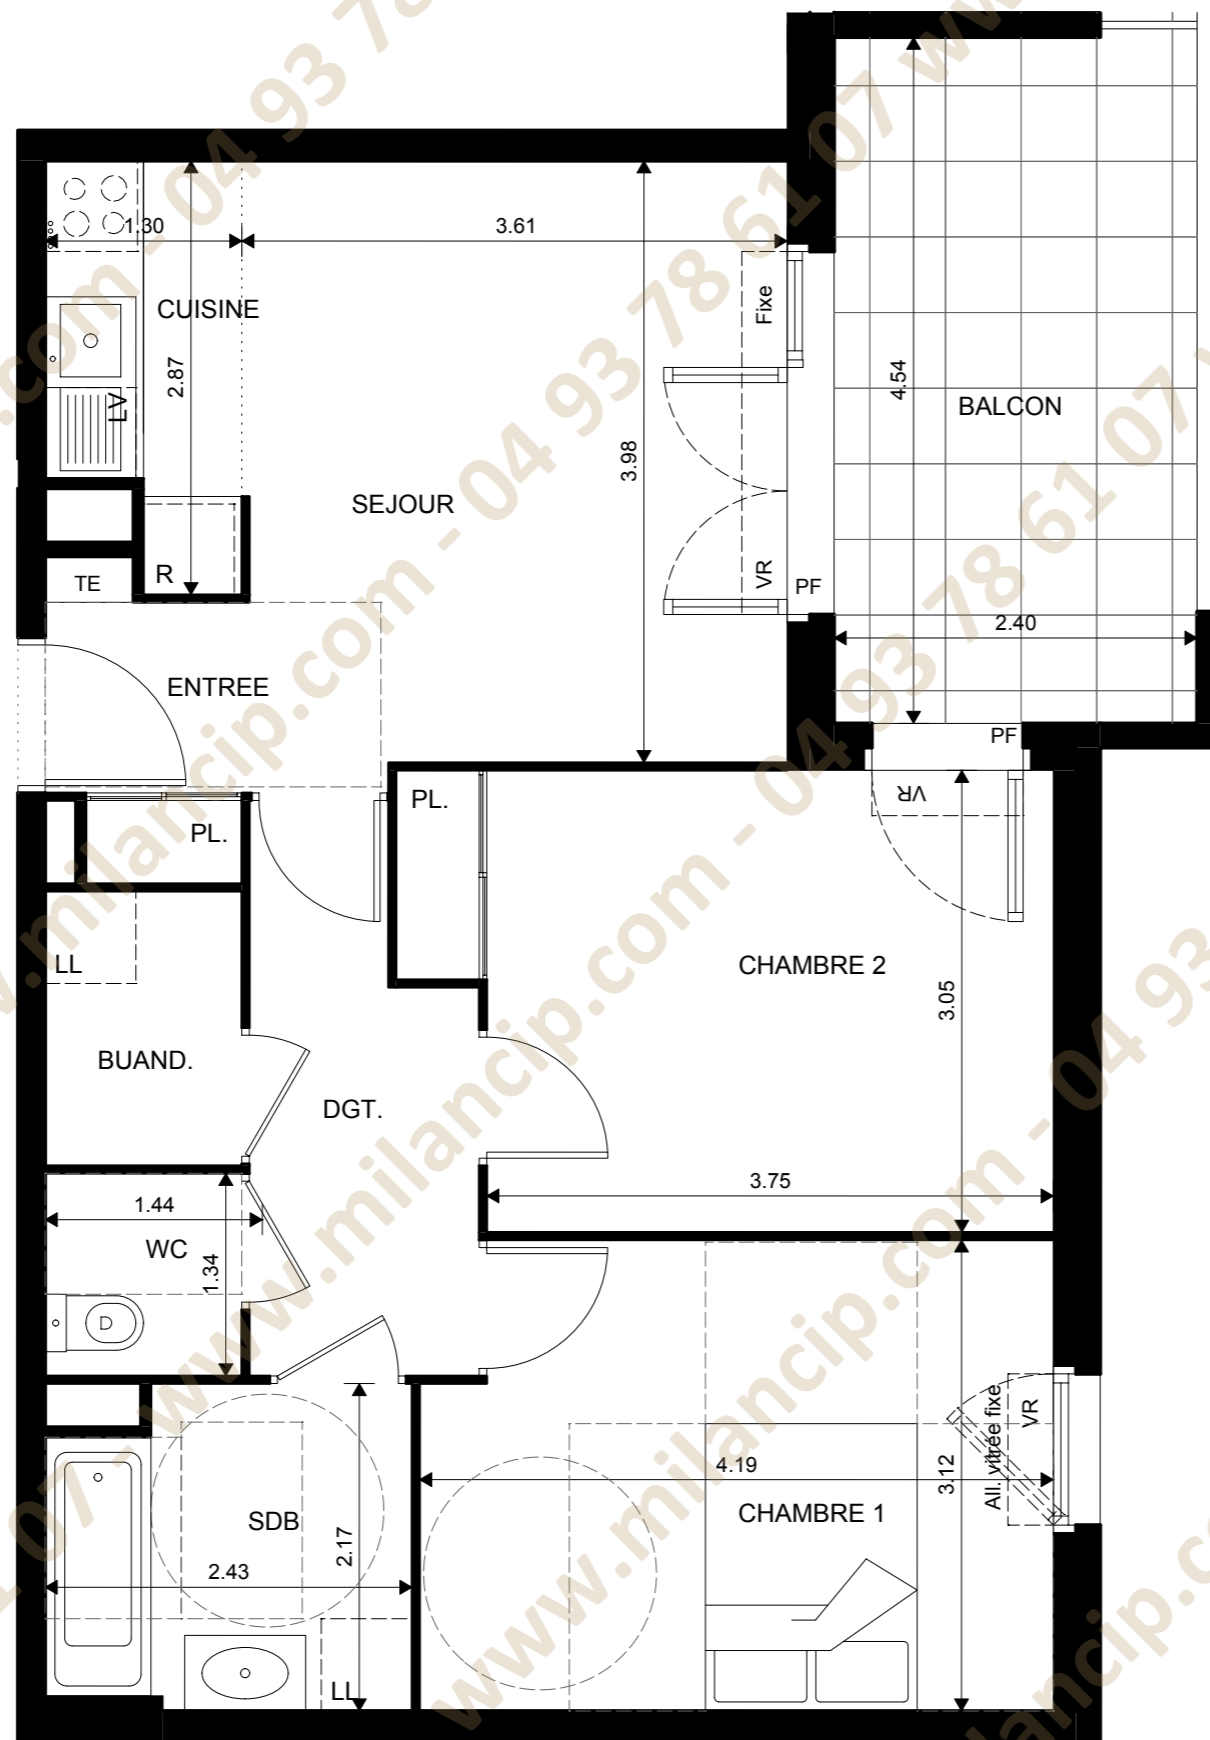 1.30
3.61
CUISINE
2.87
LV
SEJOUR
3.98
Fixe
VR
PF
4.54
BALCON
2.40
TE
R
ENTREE
PL.
PL.
PF
VR
LL
BUAND.
DGT.
CHAMBRE 2
3.05
3.75
1.44
WC
1.34
D
SDB
2.43
2.17
LL
4.19
CHAMBRE 1
3.12
All. vitrée fixe
VR
www.milancip.com - 04 93 78 61 07